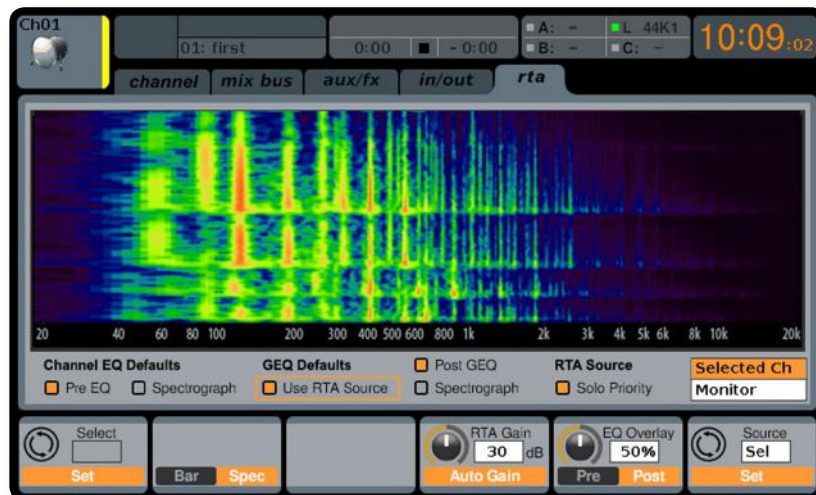 Ch01
A: - L 44K1
01: first 0:00 - 0:00 B: - C: -
10:09:02
channel mix bus aux/fx in/out rta
20 40 60 80 100 200 300 400 500 600 800 1k 2k 3k 4k 5k 6k 8k 10k 20k
Channel EQ Defaults GEQ Defaults Post GEQ RTA Source Selected Ch
Pre EQ Spectrograph Use RTA Source Spectrograph Solo Priority Monitor
Select RTA Gain EQ Overlay Source
30 dB 50% Sel
Set Bar Spec Auto Gain Pre Post Set